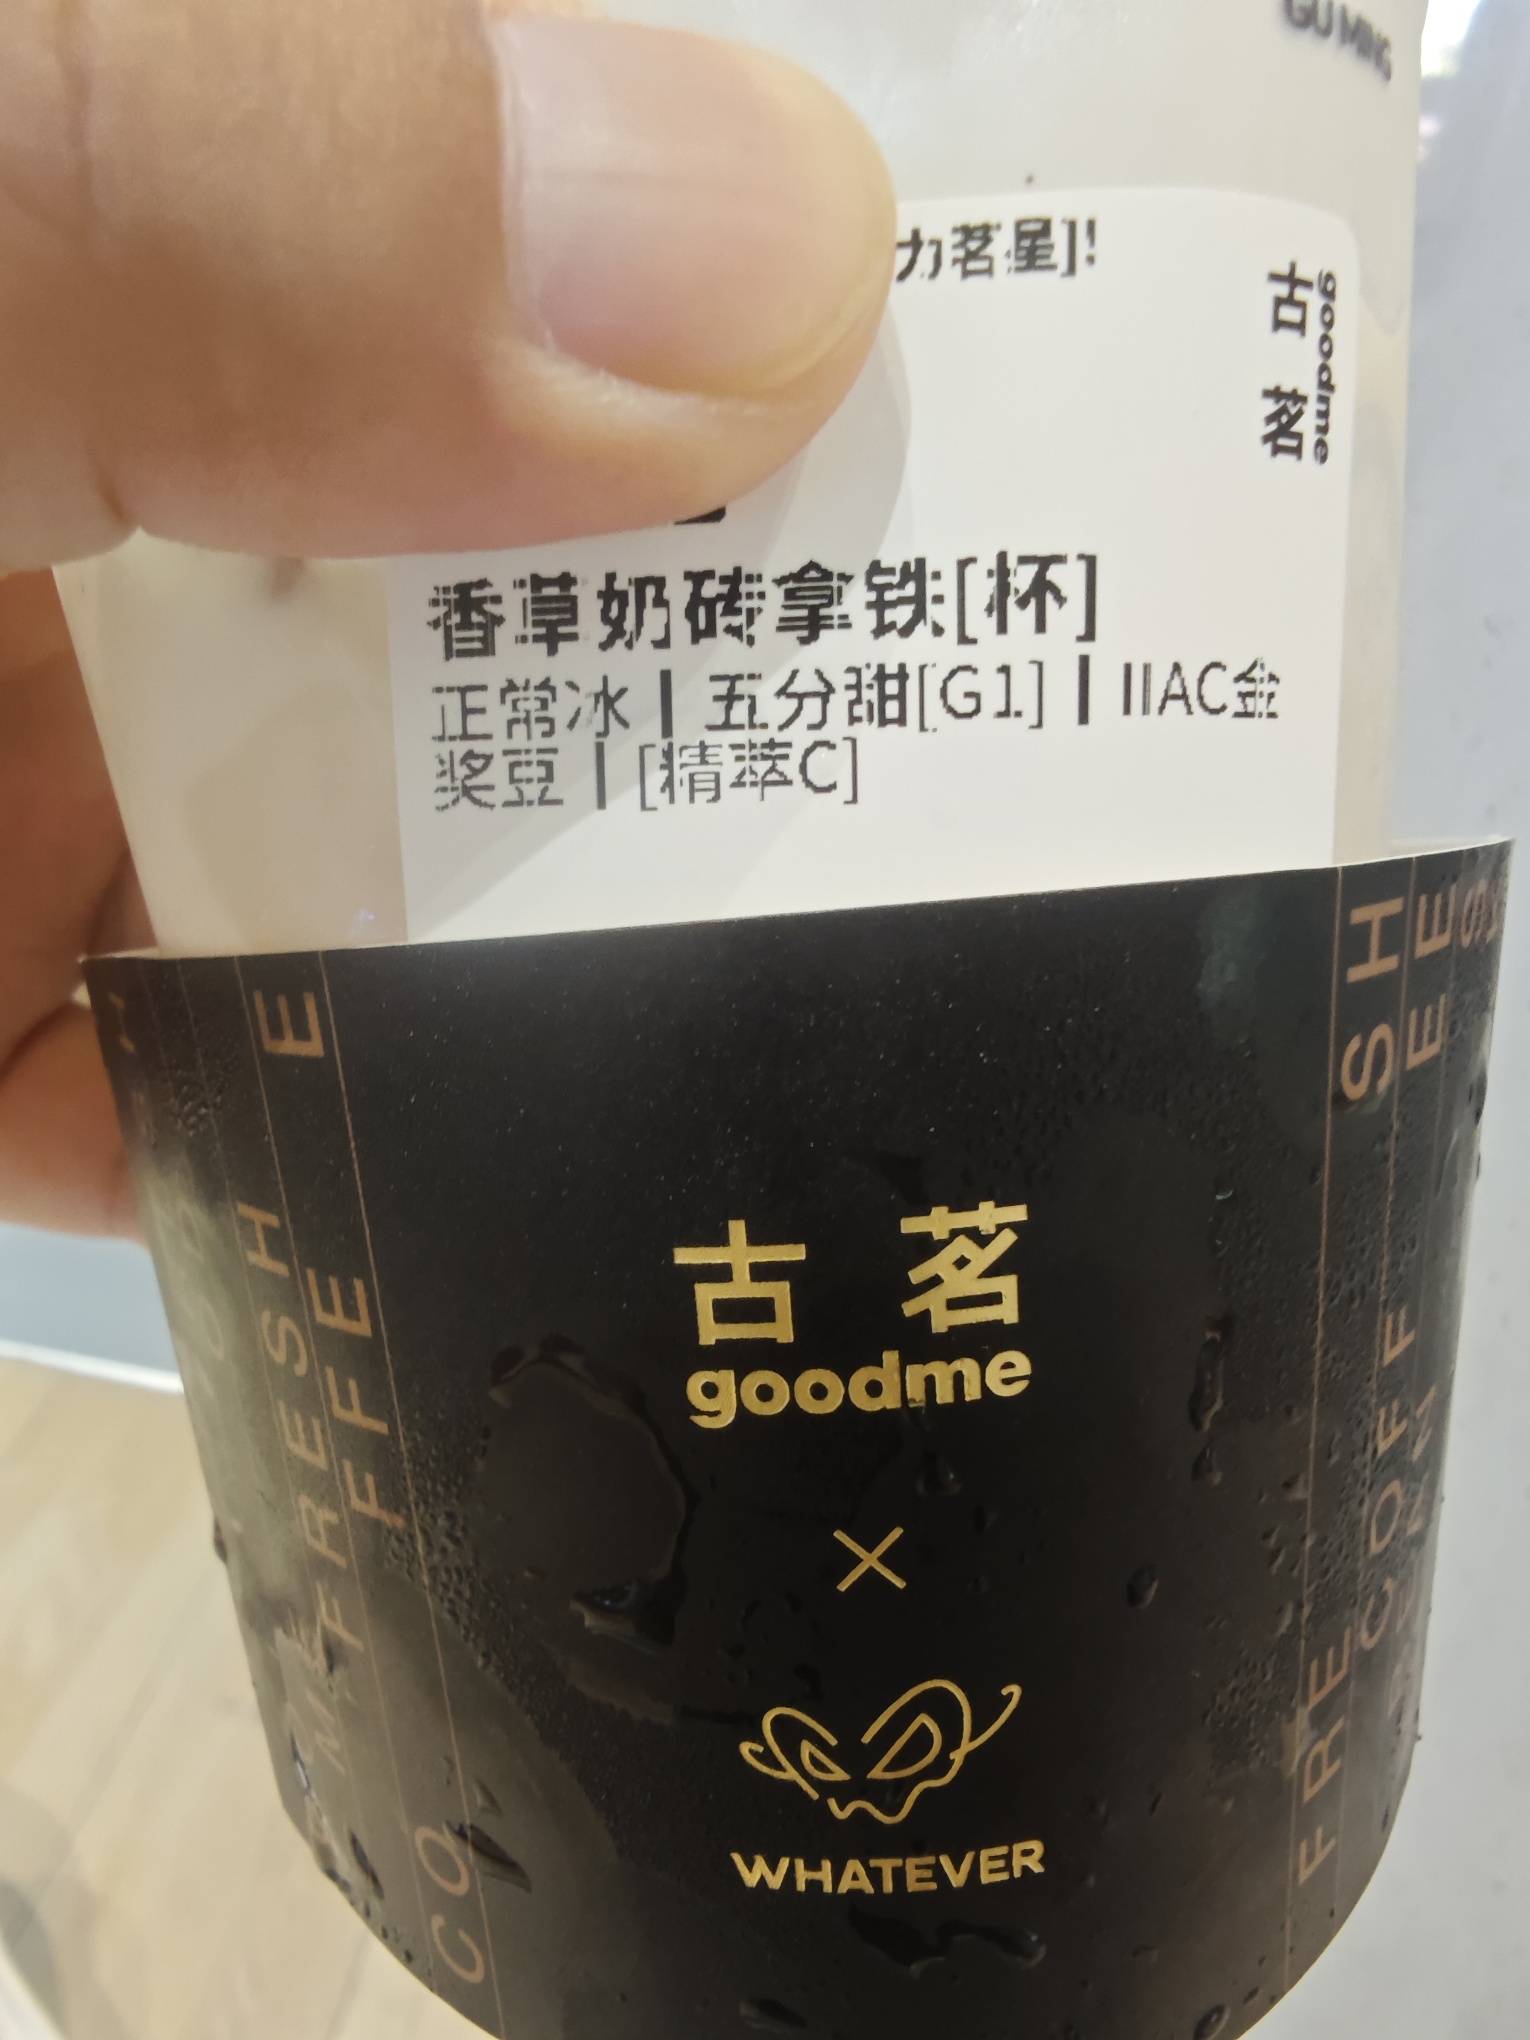 GU MING
力茗星]!
古茗
goodme
香草奶砖拿铁[杯]
正常冰 | 五分甜[G1] | IIAC金
奖豆 | [精萃C]
古茗
goodme
×
WHATEVER
FRESH
COFFEE
FRESH
COFFEE